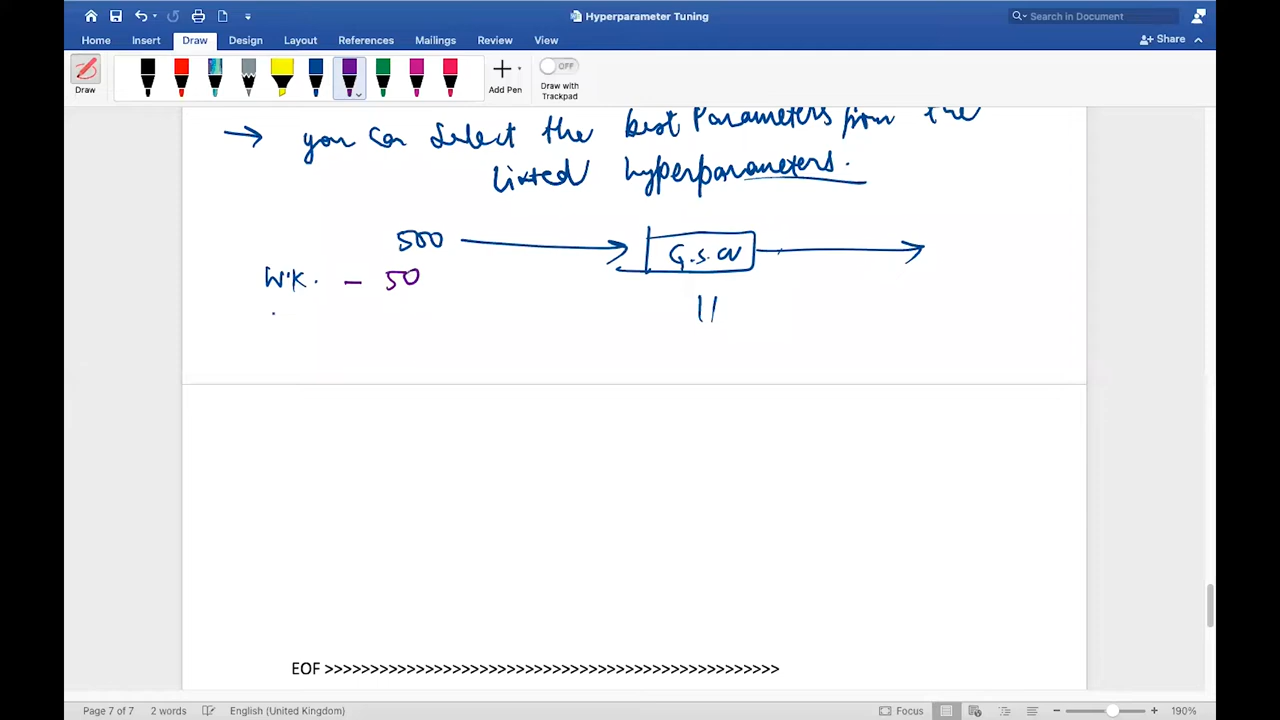 Hyperparameter Tuning
Search in Document
Home Insert Draw Design Layout References Mailings Review View
Share
Draw
Add Pen
OFF
Draw with Trackpad
→ you can select the best Parameters from the
listed hyperparameters.
500 → G.S.CV →
W.K. - 50
11
EOF >>>>>>>>>>>>>>>>>>>>>>>>>>>>>>>>>>>>>>>>>>>>>>>>>>
Page 7 of 7 2 words English (United Kingdom) Focus 190%